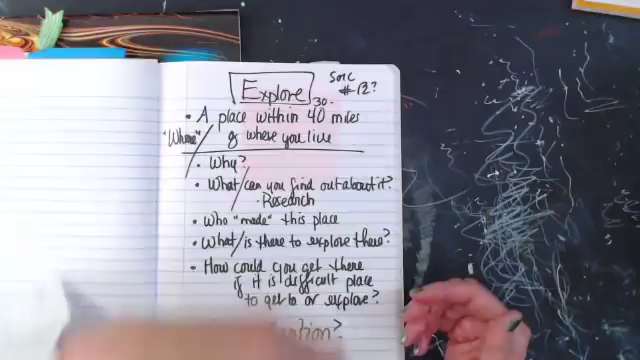 Explore
SOTC
# 12?
30-
• A place within 40 miles
"Where" / of where you live
• Why?
• What / can you find out about it?
• Research
• Who "made" this place
• What / is there to explore there?
• How could you get there
if it is difficult place
to get to or explore?